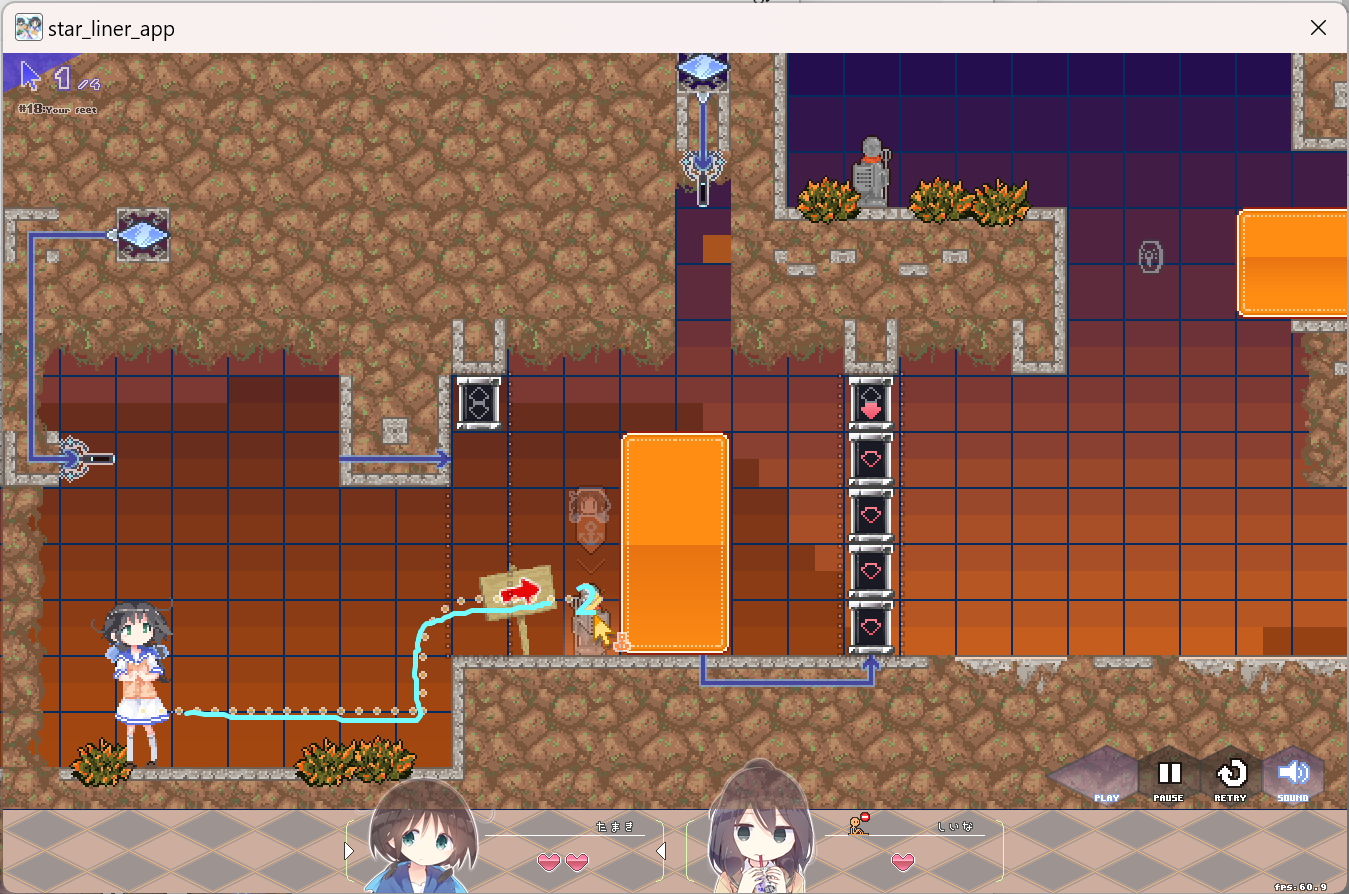 star_liner_app
1/4
#18:Your feet
2
PLAY
PAUSE
RETRY
SOUND
たまき
しいな
fps:60.9